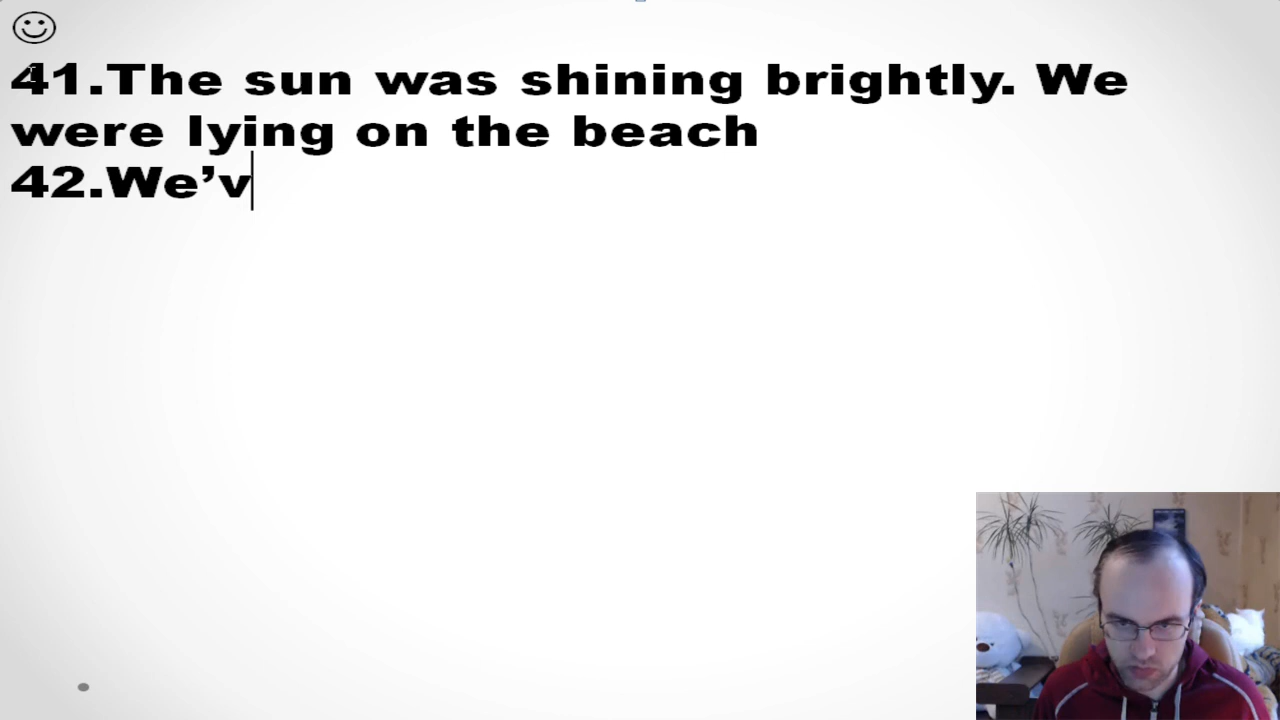 41.The sun was shining brightly. We
were lying on the beach
42.We’v